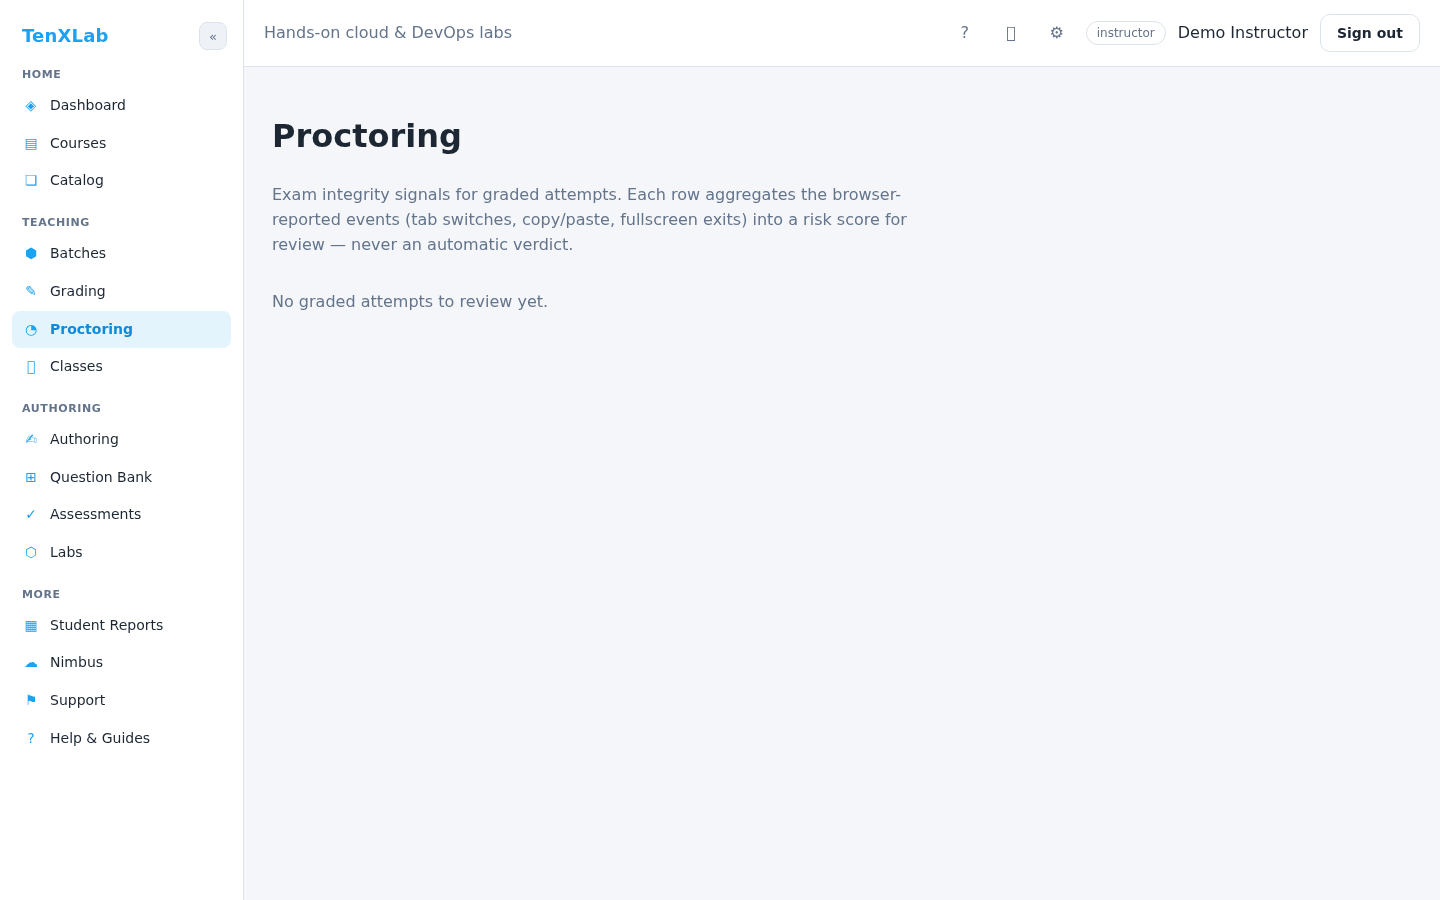 TenXLab
«
HOME
Dashboard
Courses
Catalog
TEACHING
Batches
Grading
Proctoring
Classes
AUTHORING
Authoring
Question Bank
Assessments
Labs
MORE
Student Reports
Nimbus
Support
? Help & Guides
Hands-on cloud & DevOps labs
?
instructor
Demo Instructor
Sign out
Proctoring
Exam integrity signals for graded attempts. Each row aggregates the browser-
reported events (tab switches, copy/paste, fullscreen exits) into a risk score for
review — never an automatic verdict.
No graded attempts to review yet.